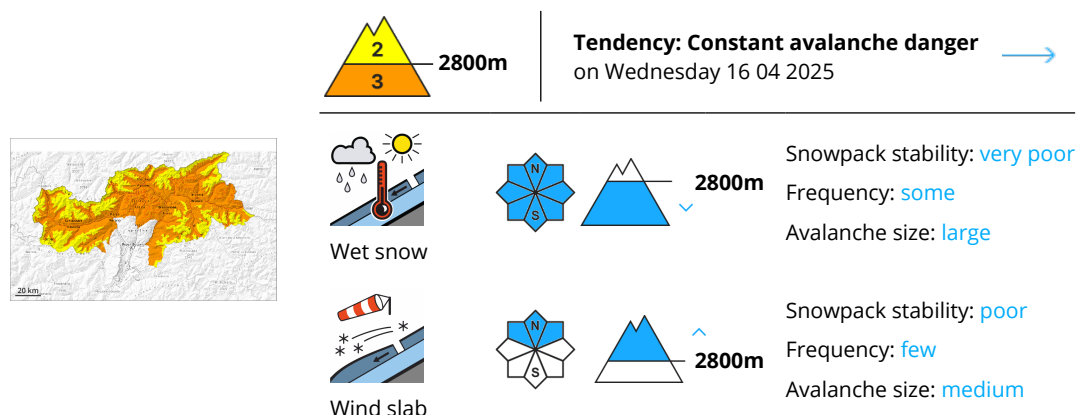 2
3
2800m
Tendency: Constant avalanche danger
on Wednesday 16 04 2025
20 km
Wet snow
N
S
2800m
Snowpack stability: very poor
Frequency: some
Avalanche size: large
Wind slab
N
S
2800m
Snowpack stability: poor
Frequency: few
Avalanche size: medium